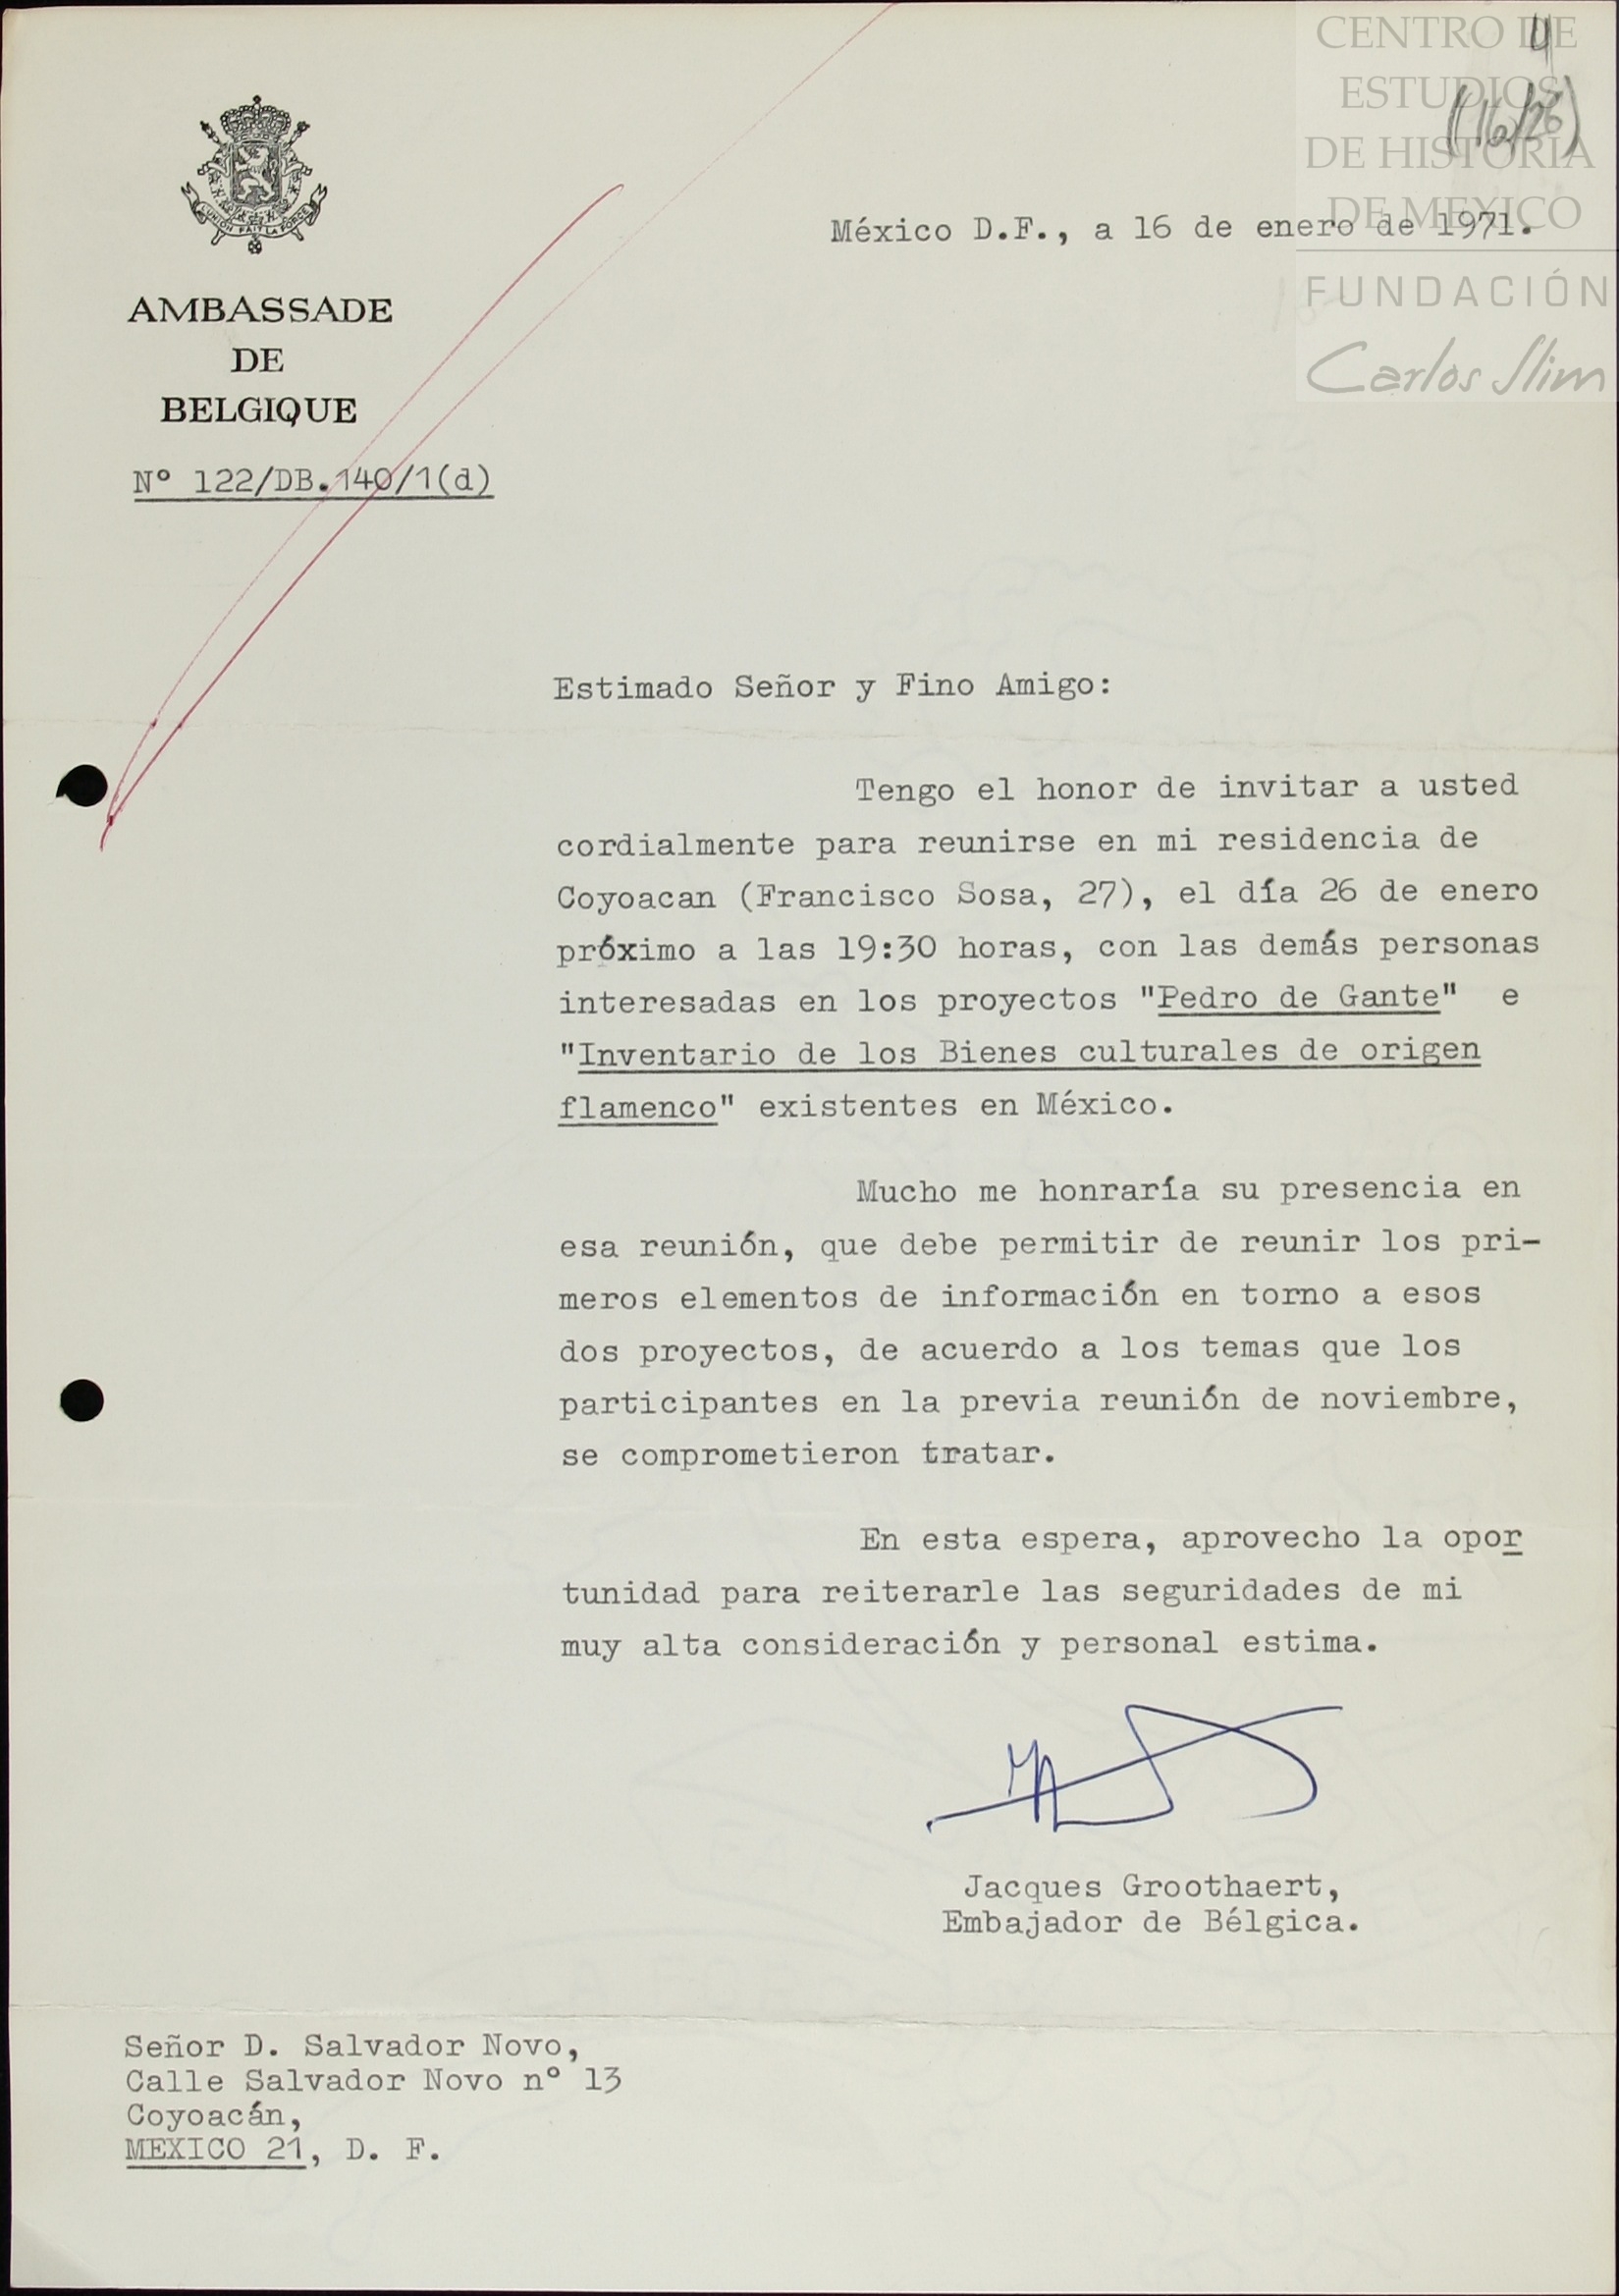 CENTRO DE
ESTUDIOS
DE HISTORIA
DE MEXICO
FUNDACIÓN
Carlos Slim
4
(16/26)
L'UNION FAIT LA FORCE
AMBASSADE
DE
BELGIQUE
Nº 122/DB.140/1(d)
México D.F., a 16 de enero de 1971.
Estimado Señor y Fino Amigo:
Tengo el honor de invitar a usted
cordialmente para reunirse en mi residencia de
Coyoacan (Francisco Sosa, 27), el día 26 de enero
próximo a las 19:30 horas, con las demás personas
interesadas en los proyectos "Pedro de Gante" e
"Inventario de los Bienes culturales de origen
flamenco" existentes en México.
Mucho me honraría su presencia en
esa reunión, que debe permitir de reunir los pri-
meros elementos de información en torno a esos
dos proyectos, de acuerdo a los temas que los
participantes en la previa reunión de noviembre,
se comprometieron tratar.
En esta espera, aprovecho la opor
tunidad para reiterarle las seguridades de mi
muy alta consideración y personal estima.
Jacques Groothaert,
Embajador de Bélgica.
Señor D. Salvador Novo,
Calle Salvador Novo nº 13
Coyoacán,
MEXICO 21, D. F.